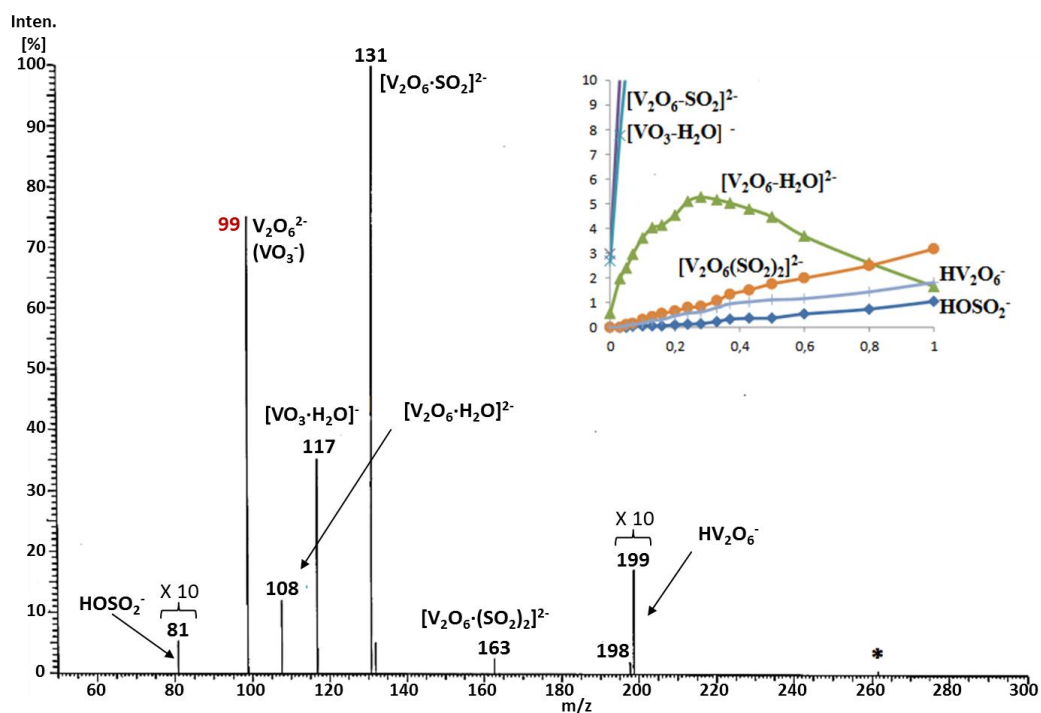 Inten.
[%]
100
90
80
70
60
50
40
30
20
10
0
131
[V₂O₆·SO₂]²⁻
99
V₂O₆²⁻
(VO₃⁻)
[VO₃·H₂O]⁻
117
[V₂O₆·H₂O]²⁻
108
HOSO₂⁻
X 10
81
[V₂O₆·(SO₂)₂]²⁻
163
X 10
199
HV₂O₆⁻
198
*
60 80 100 120 140 160 180 200 220 240 260 280 300
m/z
10
9
8
7
6
5
4
3
2
1
0
[V₂O₆-SO₂]²⁻
[VO₃-H₂O] ⁻
[V₂O₆-H₂O]²⁻
[V₂O₆(SO₂)₂]²⁻
HV₂O₆⁻
HOSO₂⁻
0 0,2 0,4 0,6 0,8 1